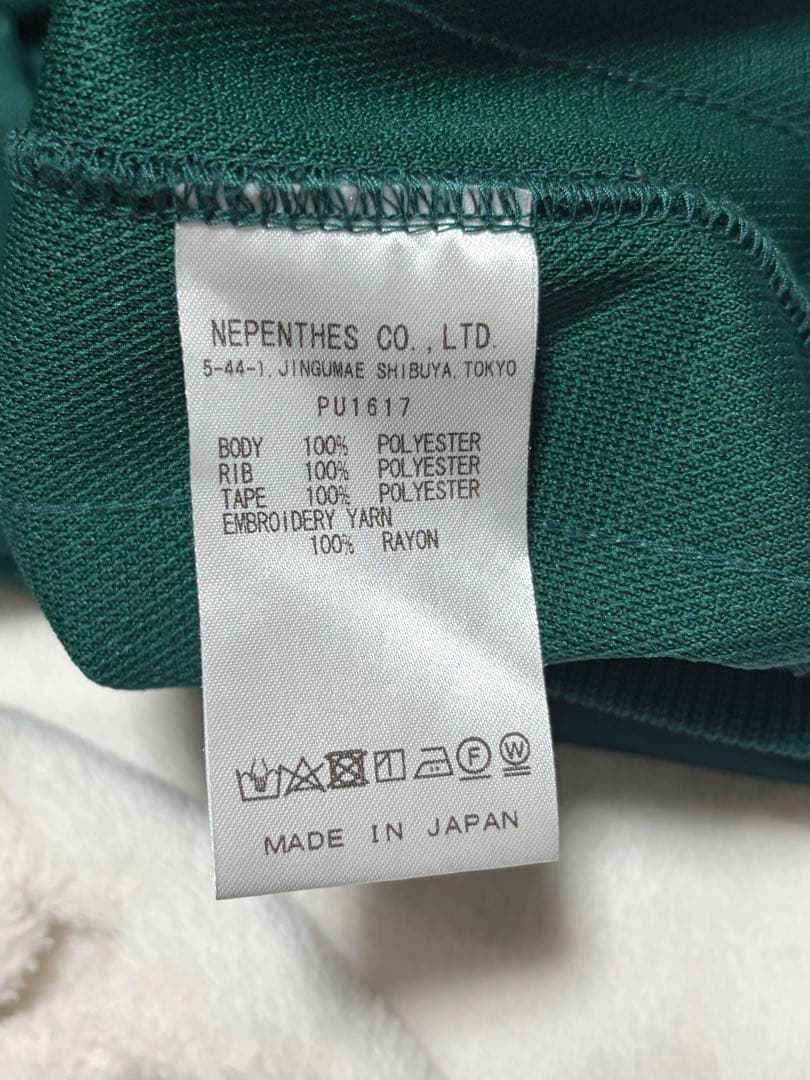 NEPENTHES CO.,LTD.
5-44-1, JINGUMAE SHIBUYA, TOKYO
PU1617
BODY 100% POLYESTER
RIB 100% POLYESTER
TAPE 100% POLYESTER
EMBROIDERY YARN
100% RAYON
F W
MADE IN JAPAN